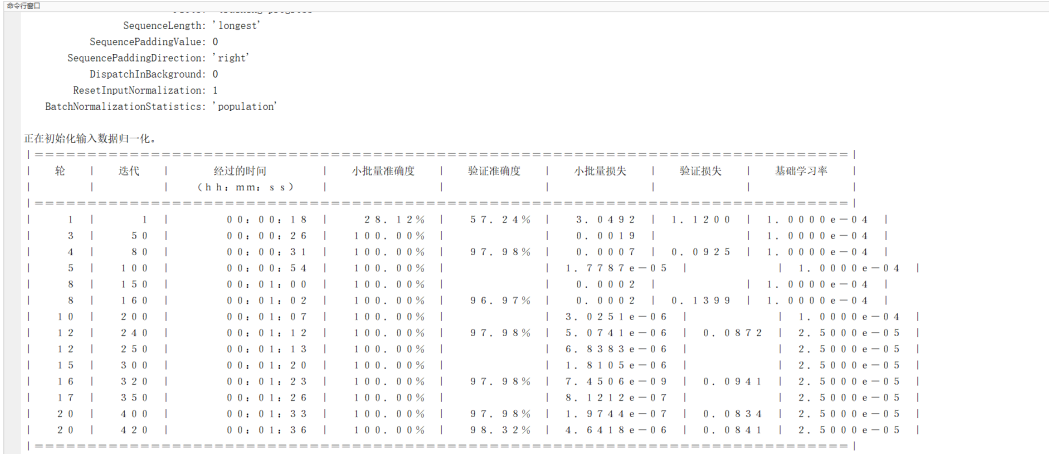 命令行窗口
SequenceLength: 'longest'
SequencePaddingValue: 0
SequencePaddingDirection: 'right'
DispatchInBackground: 0
ResetInputNormalization: 1
BatchNormalizationStatistics: 'population'
正在初始化输入数据归一化。
|======================================================================================|
| 轮 | 迭代 | 经过的时间 | 小批量准确度 | 验证准确度 | 小批量损失 | 验证损失 | 基础学习率 |
| | | (hh:mm:ss) | | | | | |
|======================================================================================|
| 1 | 1 | 00:00:18 | 28.12% | 57.24% | 3.0492 | 1.1200 | 1.0000e-04 |
| 3 | 50 | 00:00:26 | 100.00% | | 0.0019 | | 1.0000e-04 |
| 4 | 80 | 00:00:31 | 100.00% | 97.98% | 0.0007 | 0.0925 | 1.0000e-04 |
| 5 | 100 | 00:00:54 | 100.00% | | 1.7787e-05 | | 1.0000e-04 |
| 8 | 150 | 00:01:00 | 100.00% | | 0.0002 | | 1.0000e-04 |
| 8 | 160 | 00:01:02 | 100.00% | 96.97% | 0.0002 | 0.1399 | 1.0000e-04 |
| 10 | 200 | 00:01:07 | 100.00% | | 3.0251e-06 | | 1.0000e-04 |
| 12 | 240 | 00:01:12 | 100.00% | 97.98% | 5.0741e-06 | 0.0872 | 2.5000e-05 |
| 12 | 250 | 00:01:13 | 100.00% | | 6.8383e-06 | | 2.5000e-05 |
| 15 | 300 | 00:01:20 | 100.00% | | 1.8105e-06 | | 2.5000e-05 |
| 16 | 320 | 00:01:23 | 100.00% | 97.98% | 7.4506e-09 | 0.0941 | 2.5000e-05 |
| 17 | 350 | 00:01:26 | 100.00% | | 8.1212e-07 | | 2.5000e-05 |
| 20 | 400 | 00:01:33 | 100.00% | 97.98% | 1.9744e-07 | 0.0834 | 2.5000e-05 |
| 20 | 420 | 00:01:36 | 100.00% | 98.32% | 4.6418e-06 | 0.0841 | 2.5000e-05 |
|======================================================================================|